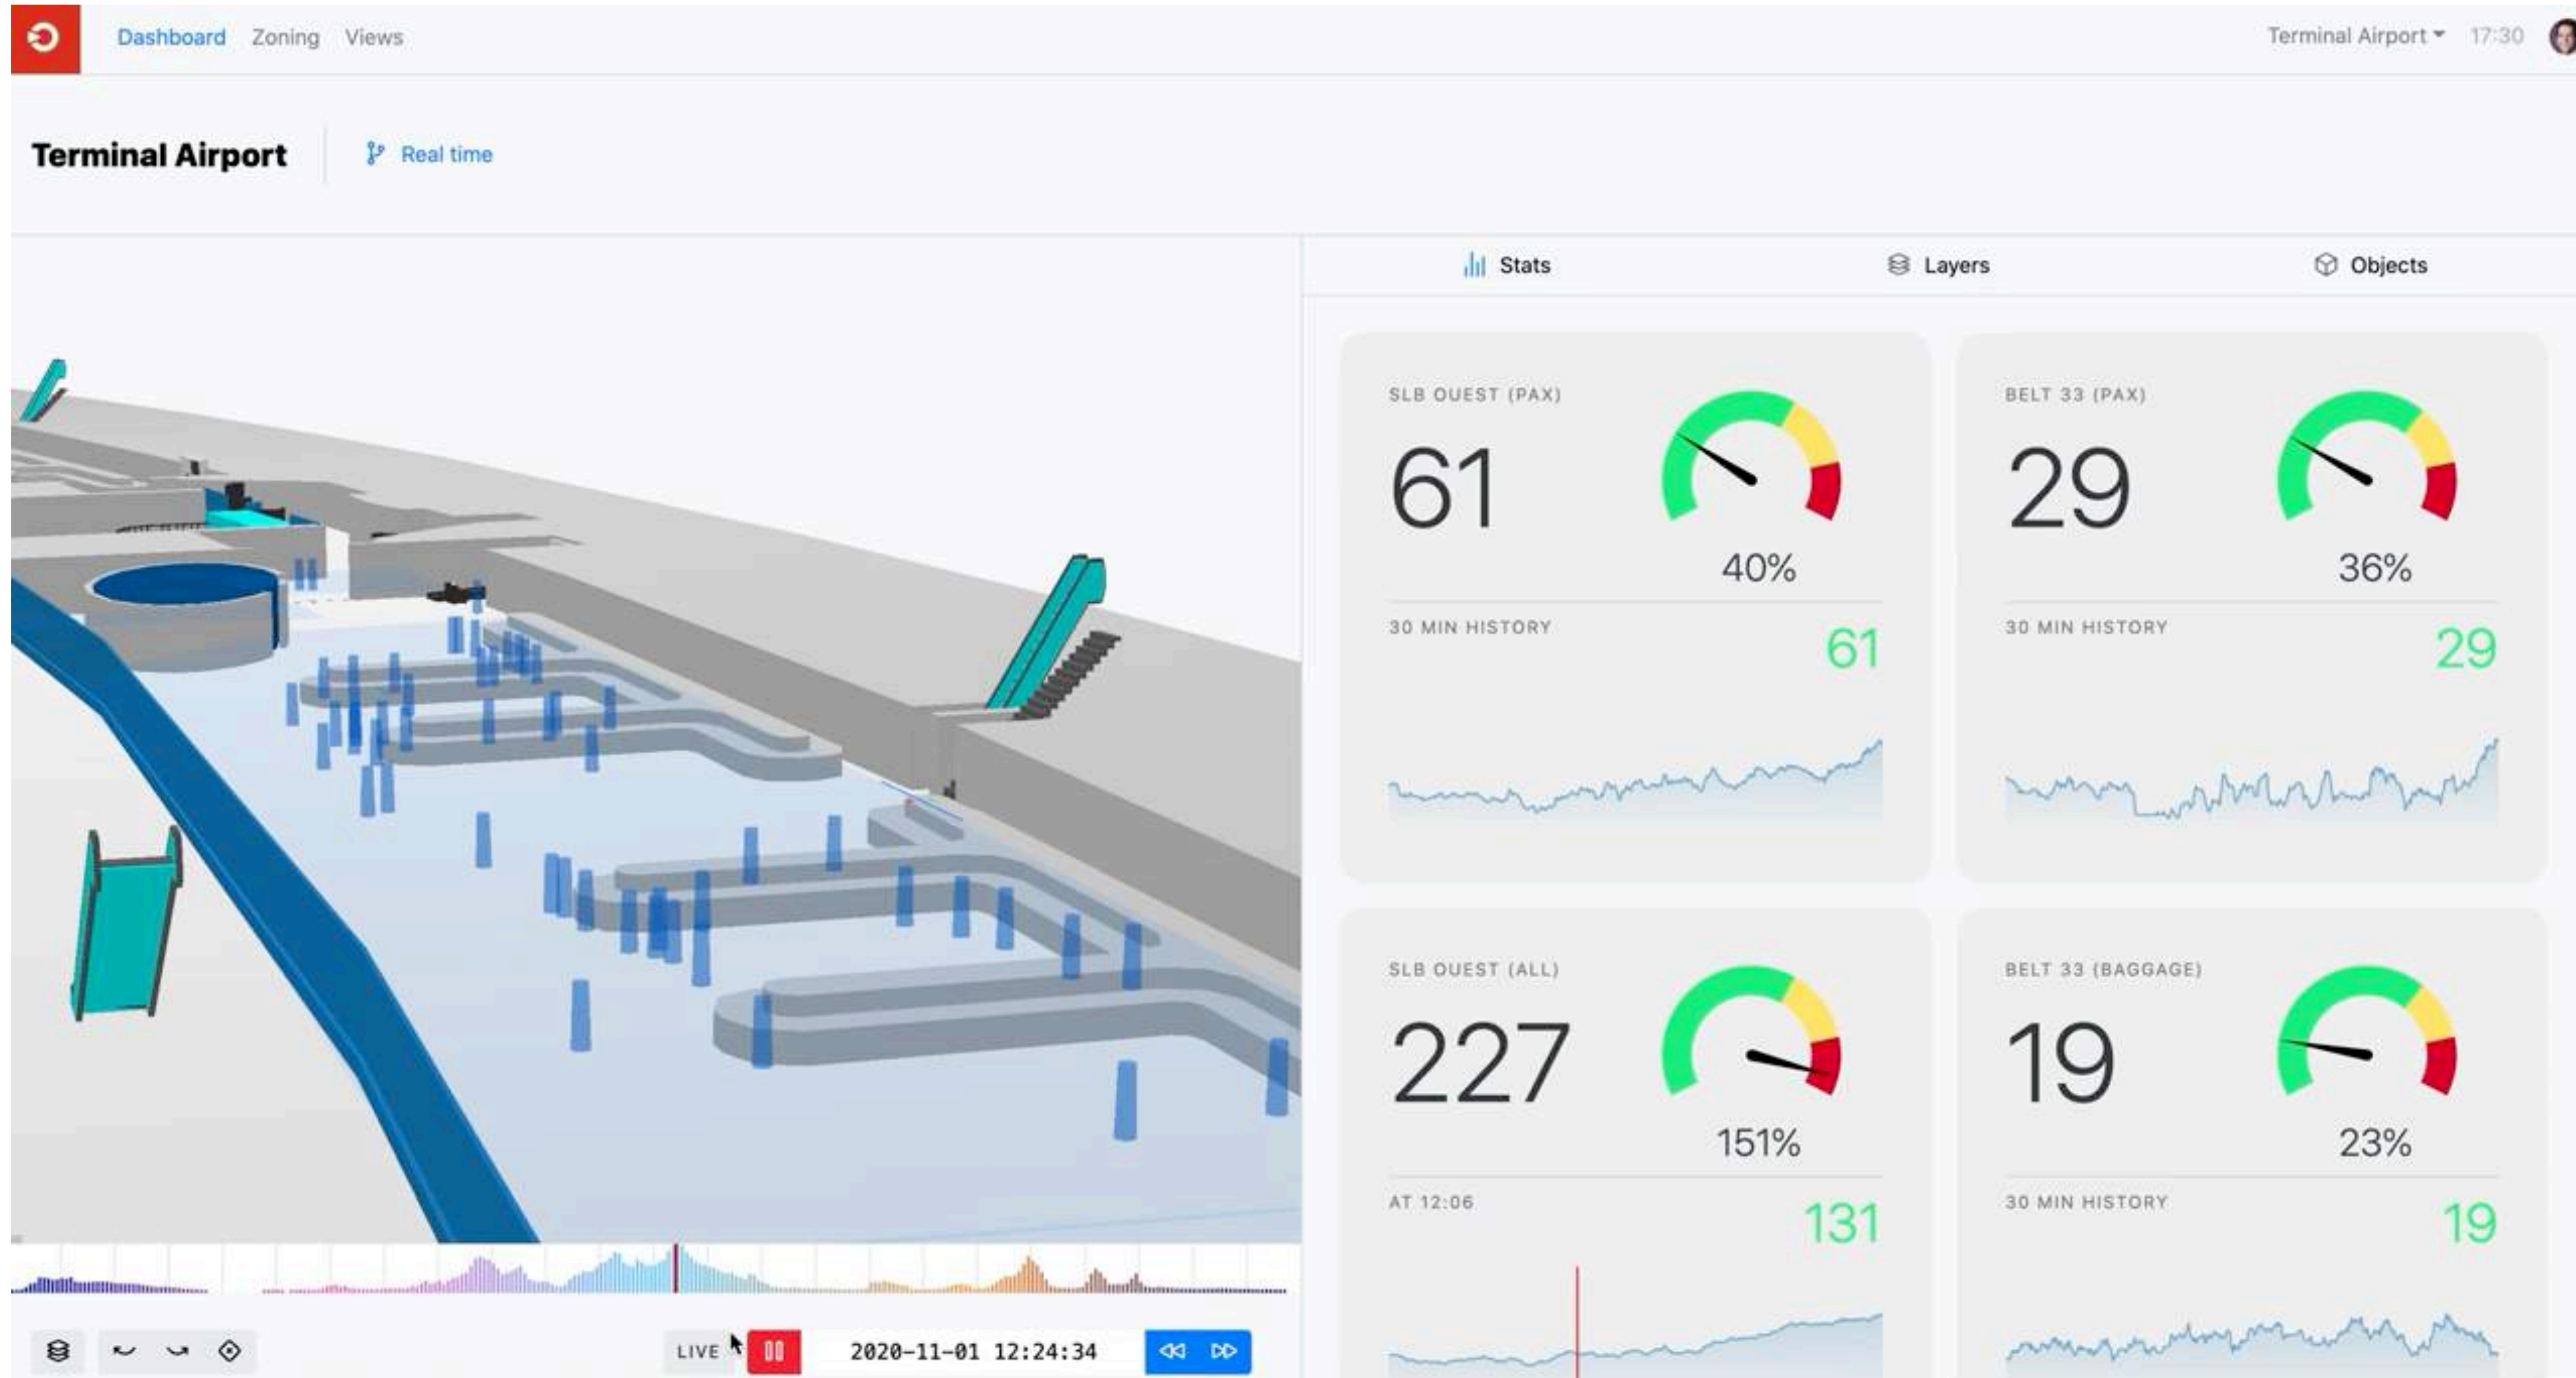 Dashboard Zoning Views
Terminal Airport 17:30
Terminal Airport
Real time
Stats
Layers
Objects
SLB OUEST (PAX)
61
40%
30 MIN HISTORY
61
BELT 33 (PAX)
29
36%
30 MIN HISTORY
29
SLB OUEST (ALL)
227
151%
AT 12:06
131
BELT 33 (BAGGAGE)
19
23%
30 MIN HISTORY
19
LIVE
2020-11-01 12:24:34